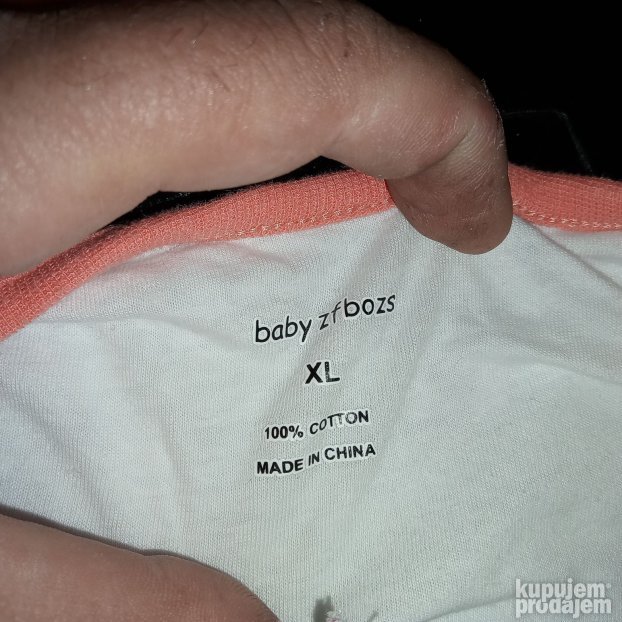 baby zfbozs
XL
100% COTTON
MADE IN CHINA
kupujem
prodajem